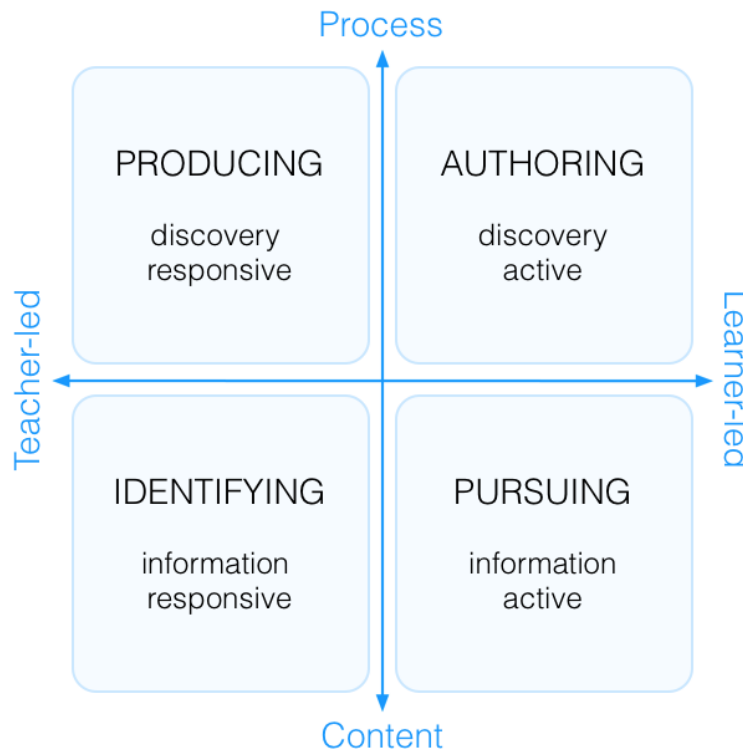 Process
PRODUCING
discovery
responsive
AUTHORING
discovery
active
Teacher-led
Learner-led
IDENTIFYING
information
responsive
PURSUING
information
active
Content